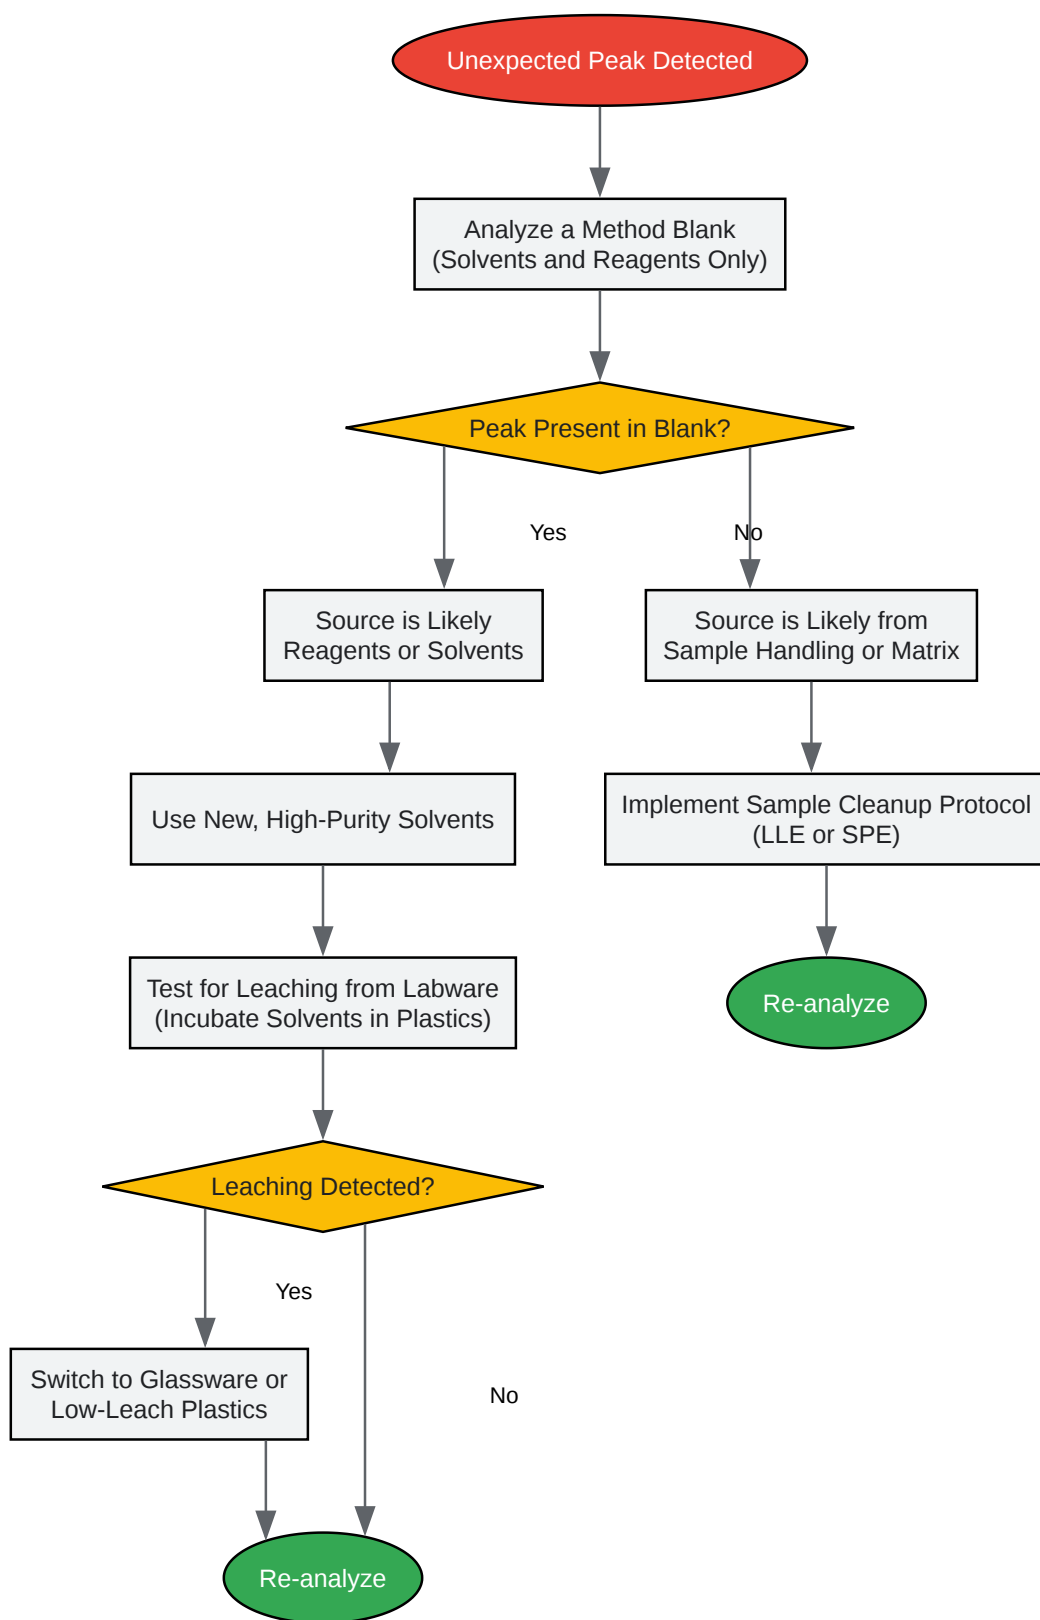 Unexpected Peak Detected
Analyze a Method Blank
(Solvents and Reagents Only)
Peak Present in Blank?
Yes
No
Source is Likely
Reagents or Solvents
Source is Likely from
Sample Handling or Matrix
Use New, High-Purity Solvents
Implement Sample Cleanup Protocol
(LLE or SPE)
Test for Leaching from Labware
(Incubate Solvents in Plastics)
Re-analyze
Leaching Detected?
Yes
Switch to Glassware or
Low-Leach Plastics
No
Re-analyze